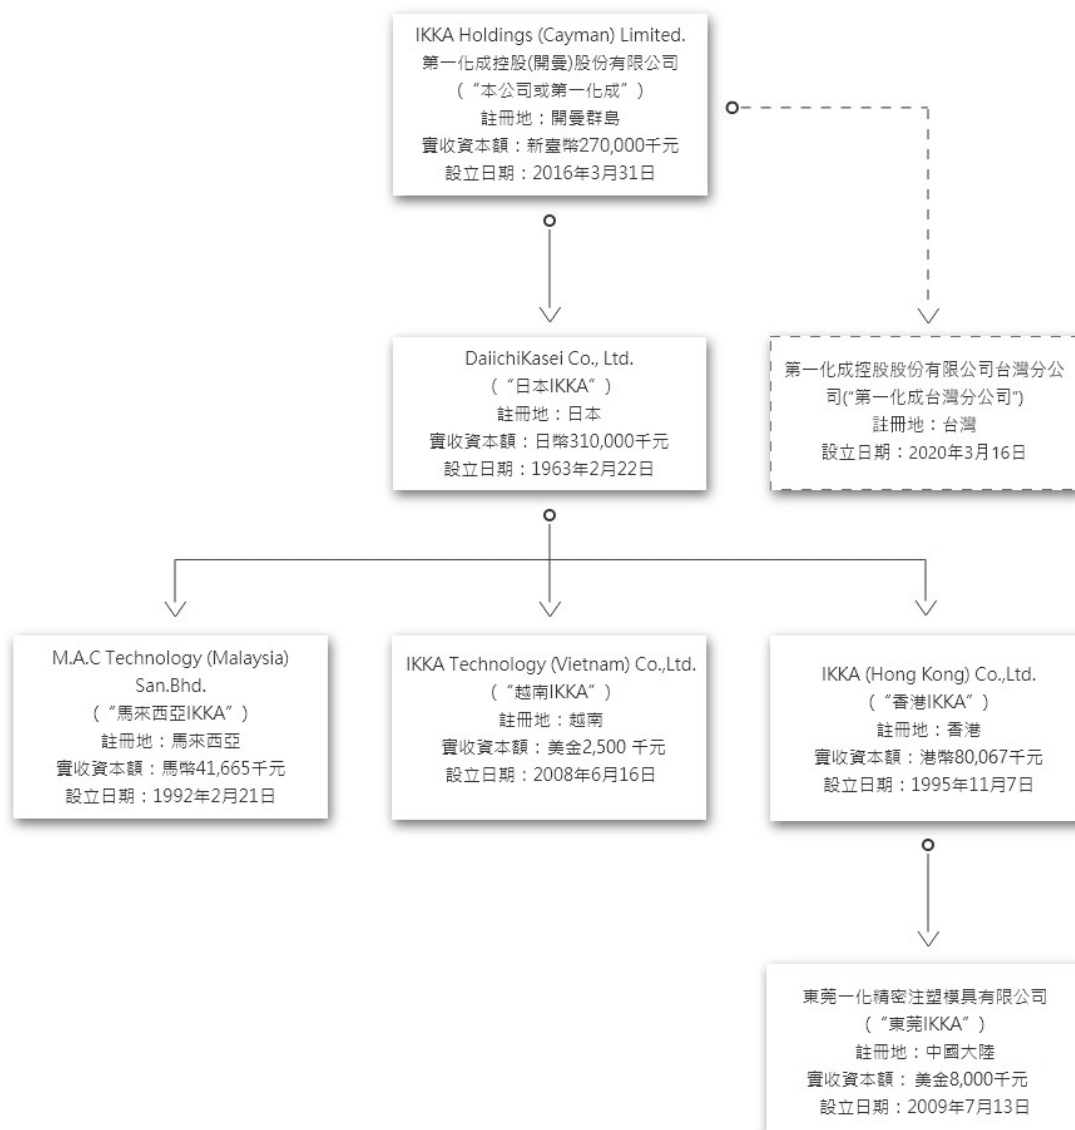 IKKA Holdings (Cayman) Limited.
第一化成控股(開曼)股份有限公司
(“本公司或第一化成”)
註冊地：開曼群島
實收資本額：新臺幣270,000千元
設立日期：2016年3月31日
DaiichiKasei Co., Ltd.
(“日本IKKA”)
註冊地：日本
實收資本額：日幣310,000千元
設立日期：1963年2月22日
第一化成控股股份有限公司台灣分公
司(“第一化成台灣分公司”)
註冊地：台灣
設立日期：2020年3月16日
M.A.C Technology (Malaysia)
San.Bhd.
(“馬來西亞IKKA”)
註冊地：馬來西亞
實收資本額：馬幣41,665千元
設立日期：1992年2月21日
IKKA Technology (Vietnam) Co.,Ltd.
(“越南IKKA”)
註冊地：越南
實收資本額：美金2,500 千元
設立日期：2008年6月16日
IKKA (Hong Kong) Co.,Ltd.
(“香港IKKA”)
註冊地：香港
實收資本額：港幣80,067千元
設立日期：1995年11月7日
東莞一化精密注塑模具有限公司
(“東莞IKKA”)
註冊地：中國大陸
實收資本額： 美金8,000千元
設立日期：2009年7月13日